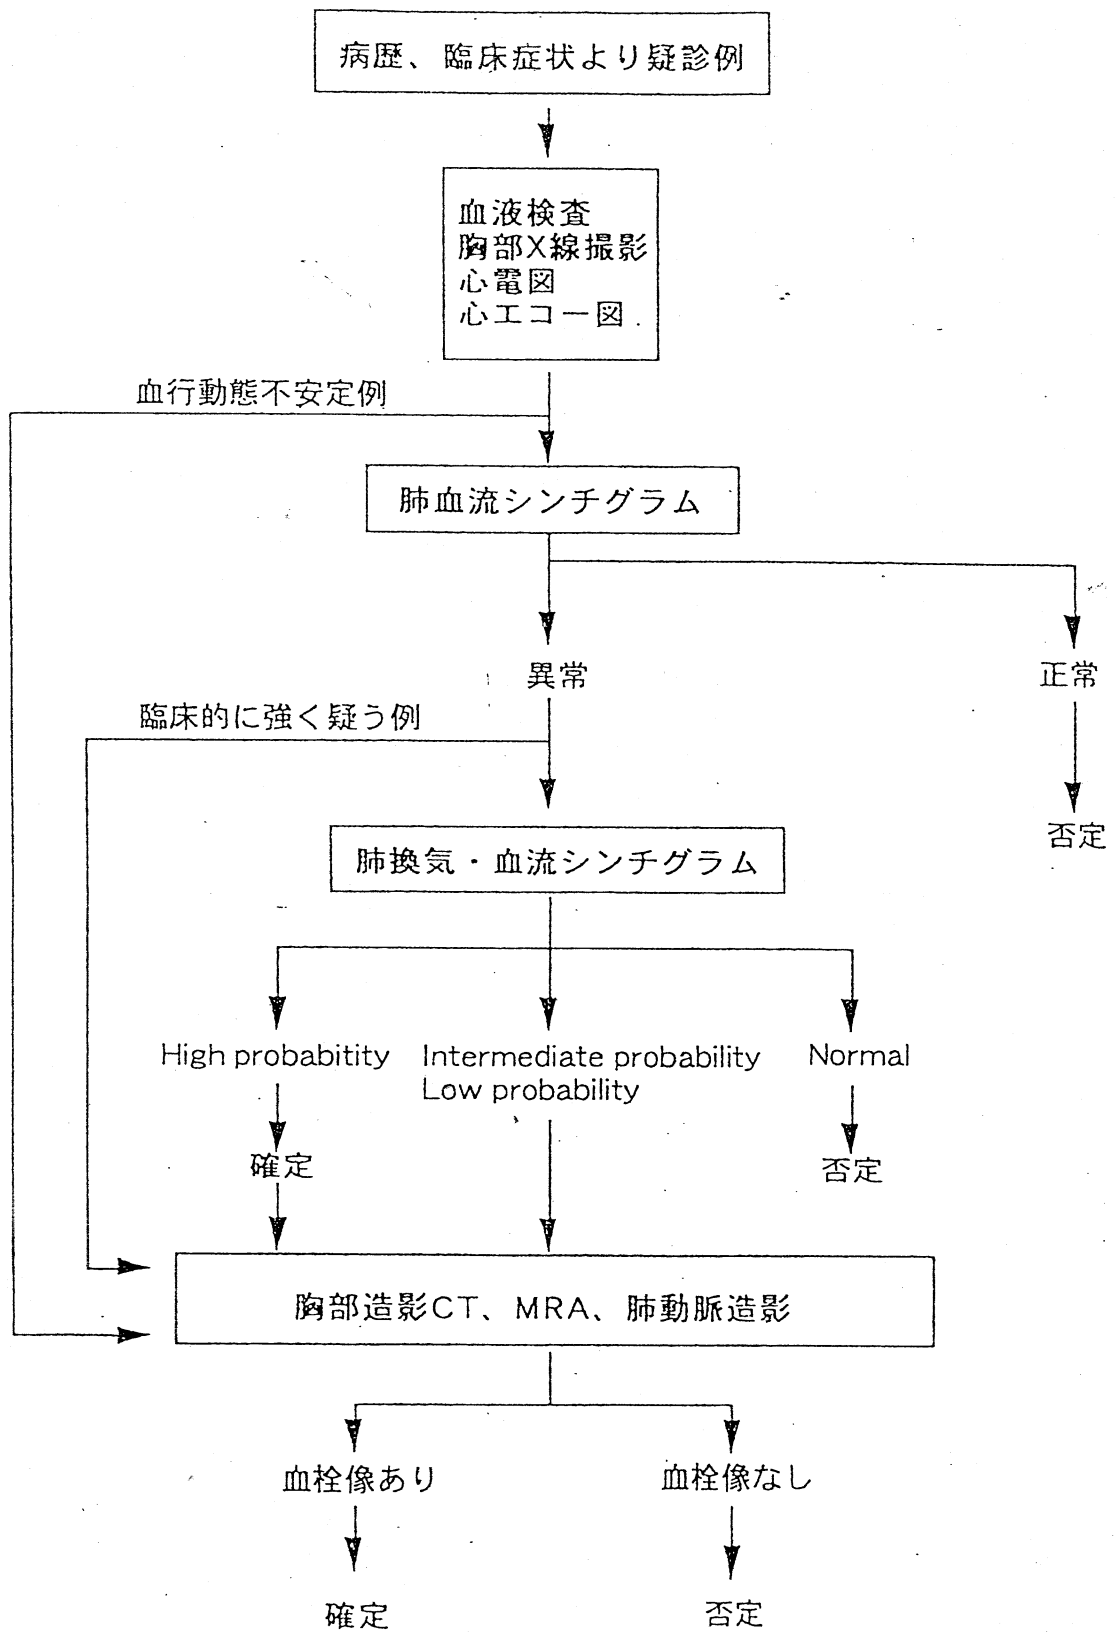 病歴、臨床症状より疑診例
血液検査
胸部X線撮影
心電図
心エコー図
血行動態不安定例
肺血流シンチグラム
異常
正常
臨床的に強く疑う例
否定
肺換気・血流シンチグラム
High probabitity
Intermediate probability
Low probability
Normal
確定
否定
胸部造影CT、MRA、肺動脈造影
血栓像あり
血栓像なし
確定
否定